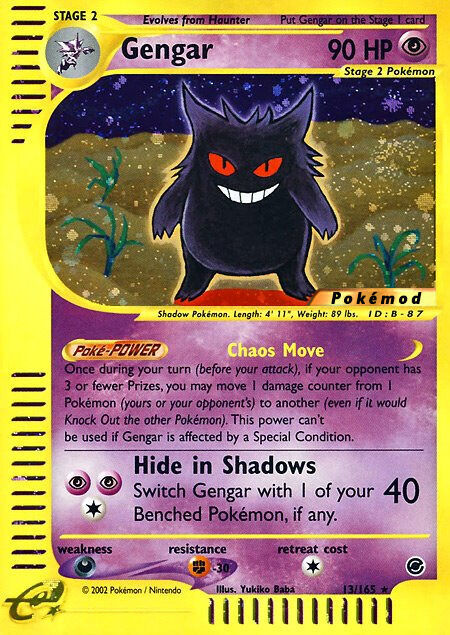 STAGE 2
Evolves from Haunter
Put Gengar on the Stage 1 card
Gengar
90 HP
Stage 2 Pokémon
Pokémod
Shadow Pokémon. Length: 4' 11", Weight: 89 lbs. ID:B-87
Poké-POWER
Chaos Move
Once during your turn (before your attack), if your opponent has
3 or fewer Prizes, you may move 1 damage counter from 1
Pokémon (yours or your opponent's) to another (even if it would
Knock Out the other Pokémon). This power can't
be used if Gengar is affected by a Special Condition.
Hide in Shadows
Switch Gengar with 1 of your
Benched Pokémon, if any.
40
weakness
resistance
retreat cost
-30
© 2002 Pokémon / Nintendo
Illus. Yukiko Baba
13/165 ★
e